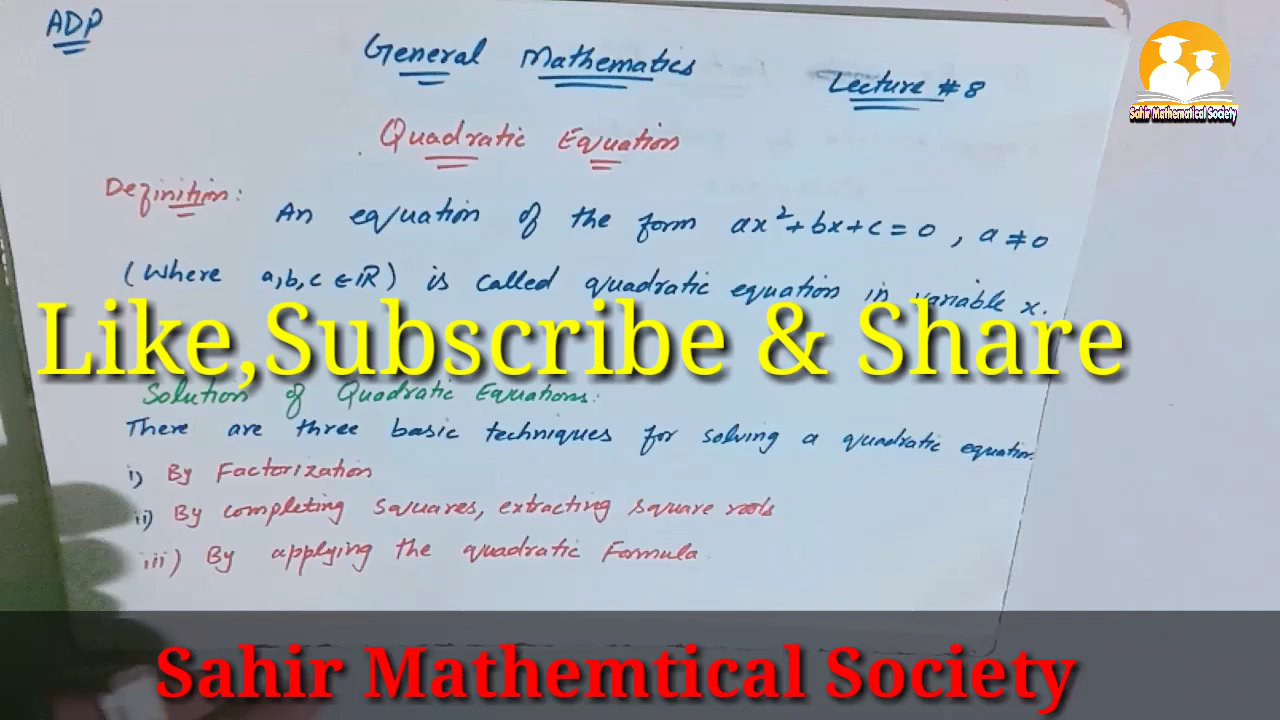 ADP
General Mathematics
Lecture # 8
Sahir Mathematical Society
Quadratic Equation
Definition:
An equation of the form ax²+bx+c=0, a≠0
(Where a,b,c ∈ ℝ) is called quadratic equation in variable x.
Like,Subscribe & Share
Solution of Quadratic Equations:
There are three basic techniques for solving a quadratic equation.
i) By Factorization
ii) By completing squares, extracting square roots
iii) By applying the quadratic Formula
Sahir Mathemtical Society